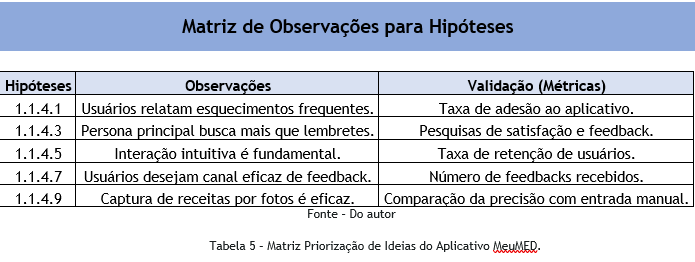 Matriz de Observações para Hipóteses
Hipóteses Observações Validação (Métricas)
1.1.4.1 Usuários relatam esquecimentos frequentes. Taxa de adesão ao aplicativo.
1.1.4.3 Persona principal busca mais que lembretes. Pesquisas de satisfação e feedback.
1.1.4.5 Interação intuitiva é fundamental. Taxa de retenção de usuários.
1.1.4.7 Usuários desejam canal eficaz de feedback. Número de feedbacks recebidos.
1.1.4.9 Captura de receitas por fotos é eficaz. Comparação da precisão com entrada manual.
Fonte – Do autor
Tabela 5 – Matriz Priorização de Ideias do Aplicativo MeuMED.